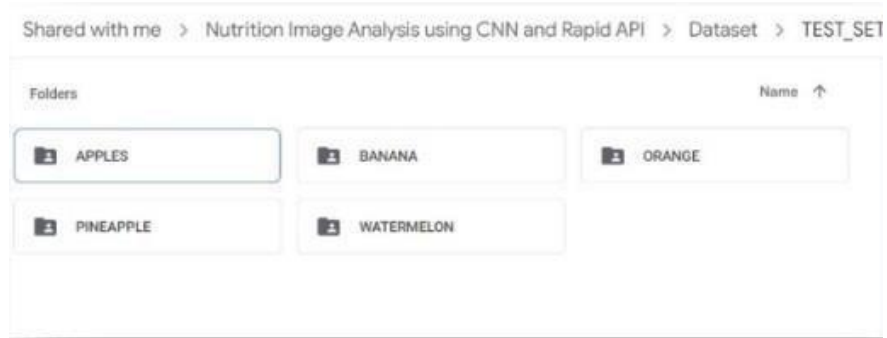 Shared with me > Nutrition Image Analysis using CNN and Rapid API > Dataset > TEST_SET
Folders Name ↑
APPLES BANANA ORANGE
PINEAPPLE WATERMELON